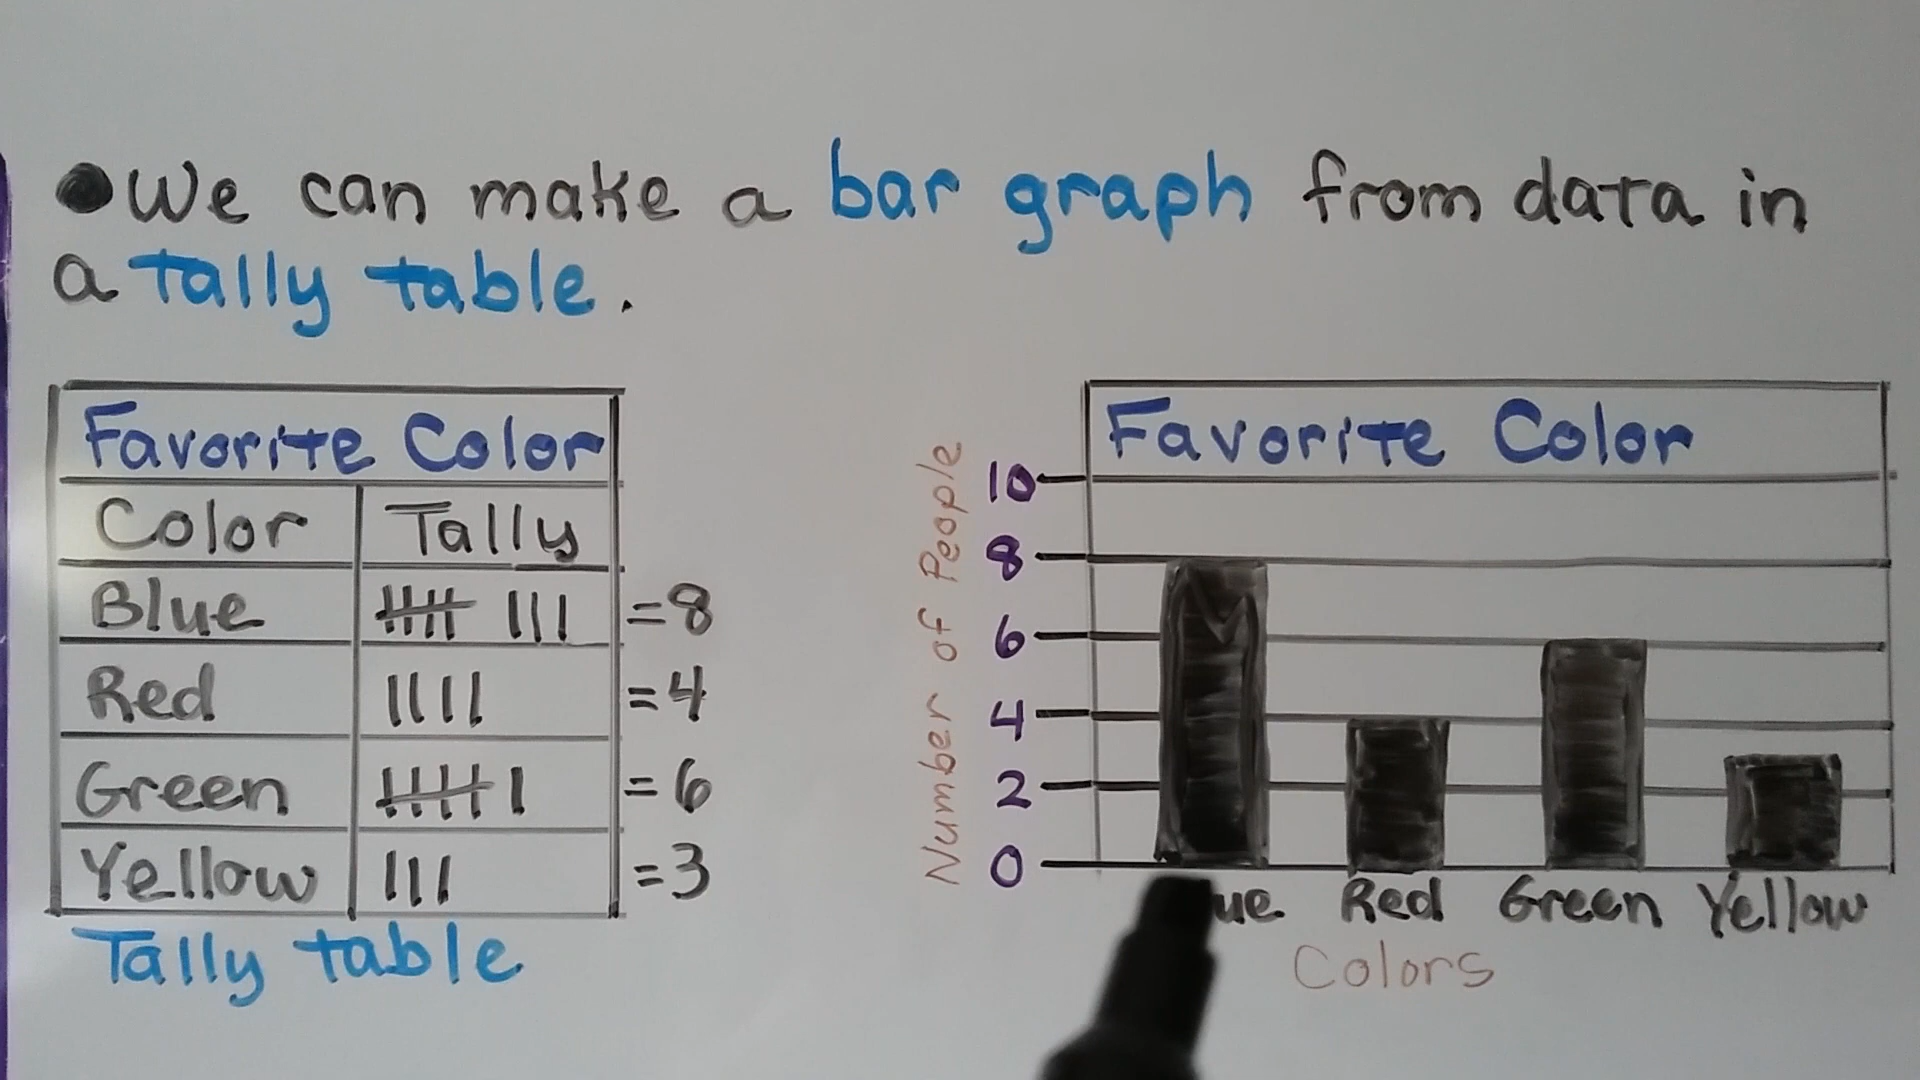 We can make a bar graph from data in
a tally table.
Favorite Color
Color Tally
Blue =8
Red =4
Green =6
Yellow =3
Tally table
Favorite Color
Number of People
10
8
6
4
2
0
Red Green Yellow
Colors